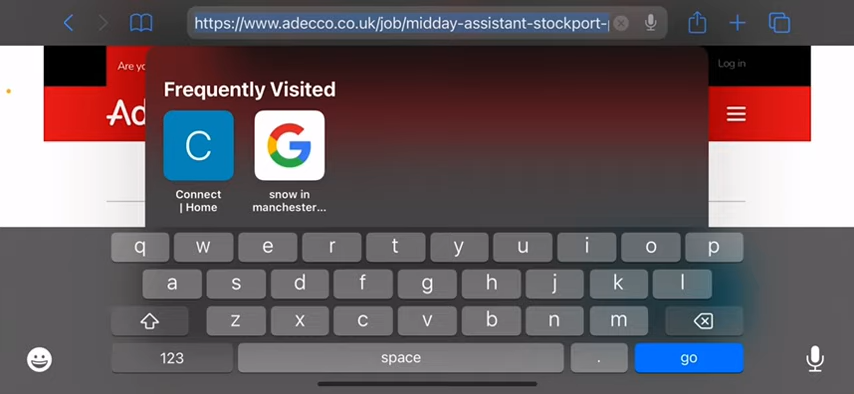 https://www.adecco.co.uk/job/midday-assistant-stockport-
Are yo
Log in
Ad
Frequently Visited
C
G
Connect
| Home
snow in
manchester...
q w e r t y u i o p
a s d f g h j k l
z x c v b n m
123 space . go